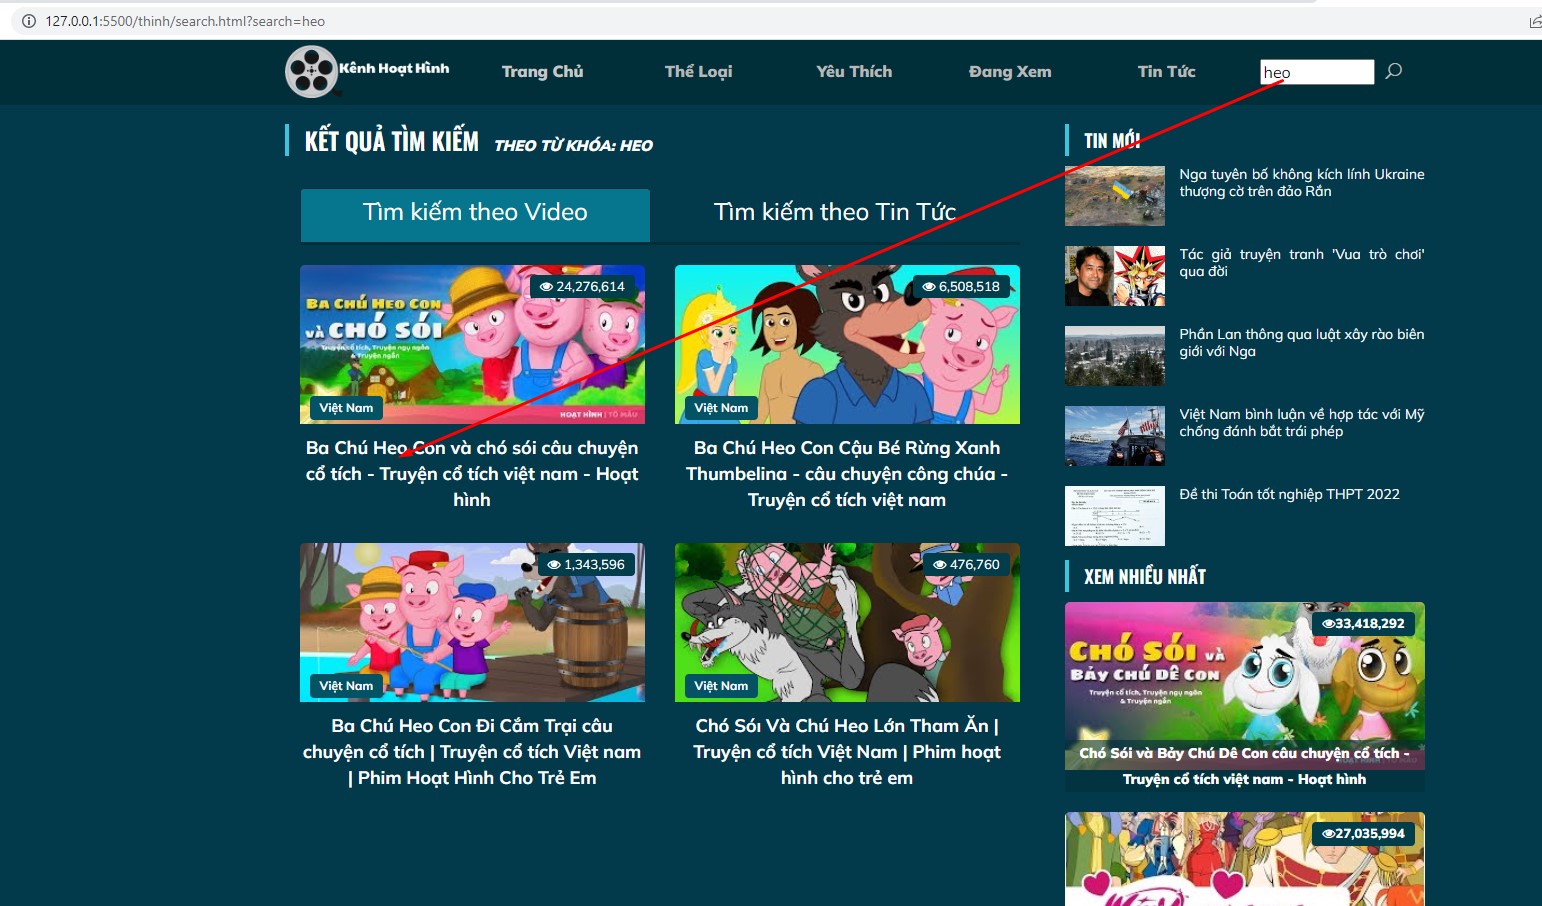 127.0.0.1:5500/thinh/search.html?search=heo
Kênh Hoạt Hình
Trang Chủ
Thể Loại
Yêu Thích
Đang Xem
Tin Tức
heo
KẾT QUẢ TÌM KIẾM
THEO TỪ KHÓA: HEO
Tìm kiếm theo Video
Tìm kiếm theo Tin Tức
24,276,614
BA CHÚ HEO CON
VÀ CHÓ SÓI
Truyện cổ tích, Truyện ngụ ngôn
& Truyện ngắn
Việt Nam
HOẠT HÌNH | TÔ MÀU
Ba Chú Heo Con và chó sói câu chuyện
cổ tích - Truyện cổ tích việt nam - Hoạt
hình
6,508,518
Việt Nam
Ba Chú Heo Con Cậu Bé Rừng Xanh
Thumbelina - câu chuyện công chúa -
Truyện cổ tích việt nam
1,343,596
Việt Nam
Ba Chú Heo Con Đi Cắm Trại câu
chuyện cổ tích | Truyện cổ tích Việt nam
| Phim Hoạt Hình Cho Trẻ Em
476,760
Việt Nam
Chó Sói Và Chú Heo Lớn Tham Ăn |
Truyện cổ tích Việt Nam | Phim hoạt
hình cho trẻ em
TIN MỚI
Nga tuyên bố không kích lính Ukraine
thượng cờ trên đảo Rắn
Tác giả truyện tranh 'Vua trò chơi'
qua đời
Phần Lan thông qua luật xây rào biên
giới với Nga
Việt Nam bình luận về hợp tác với Mỹ
chống đánh bắt trái phép
Đề thi Toán tốt nghiệp THPT 2022
XEM NHIỀU NHẤT
33,418,292
CHÓ SÓI VÀ
BẢY CHÚ DÊ CON
Truyện cổ tích, Truyện ngụ ngôn
& Truyện ngắn
Chó Sói và Bảy Chú Dê Con câu chuyện cổ tích -
Truyện cổ tích việt nam - Hoạt hình
27,035,994